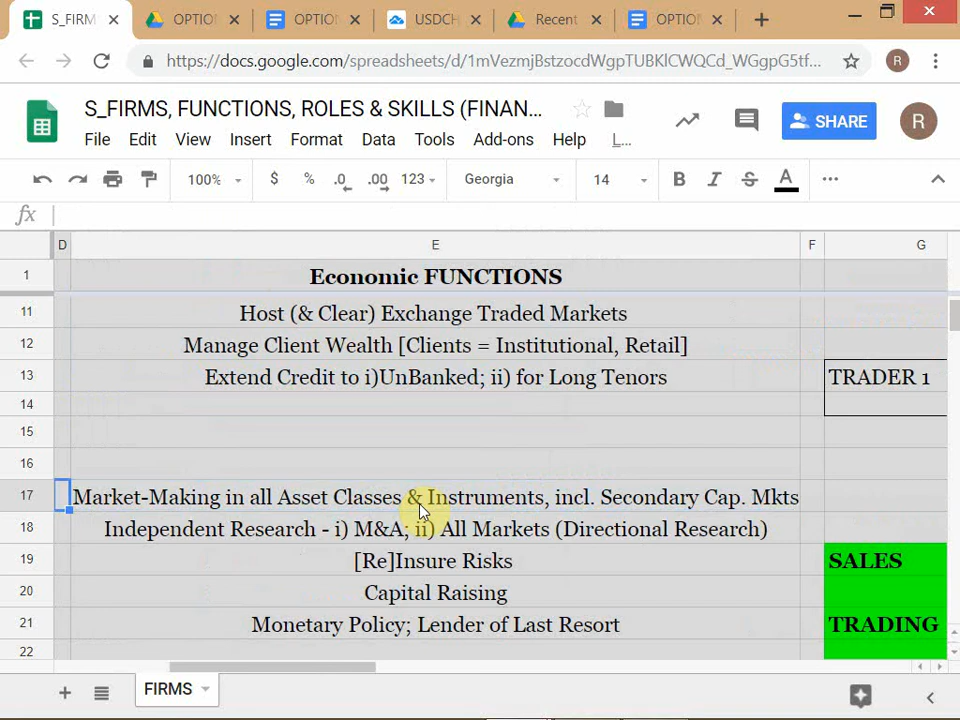 S_FIRM
OPTION
OPTION
USDCH
Recent
OPTION
https://docs.google.com/spreadsheets/d/1mVezmjBstzocdWgpTUBKlCWQCd_WGgpG5tf...
R
S_FIRMS, FUNCTIONS, ROLES & SKILLS (FINAN...
SHARE
R
File Edit View Insert Format Data Tools Add-ons Help L...
100% $ % .0 .00 123 Georgia 14 B I S A ...
fx
D E F G
1 Economic FUNCTIONS
11 Host (& Clear) Exchange Traded Markets
12 Manage Client Wealth [Clients = Institutional, Retail]
13 Extend Credit to i)UnBanked; ii) for Long Tenors TRADER 1
14
15
16
17 Market-Making in all Asset Classes & Instruments, incl. Secondary Cap. Mkts
18 Independent Research - i) M&A; ii) All Markets (Directional Research)
19 [Re]Insure Risks SALES
20 Capital Raising
21 Monetary Policy; Lender of Last Resort TRADING
22
FIRMS